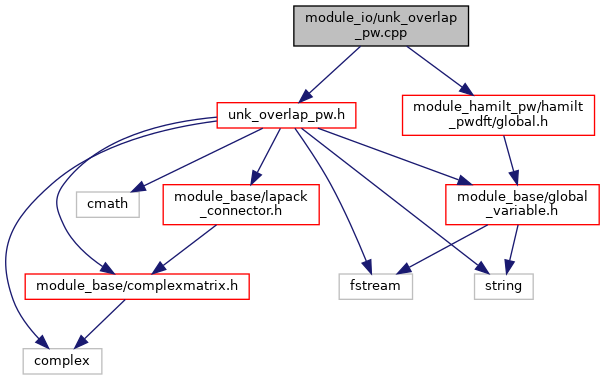 module_io/unk_overlap
_pw.cpp
unk_overlap_pw.h
module_hamilt_pw/hamilt
_pwdft/global.h
cmath
module_base/lapack
_connector.h
module_base/global
_variable.h
module_base/complexmatrix.h
fstream
string
complex